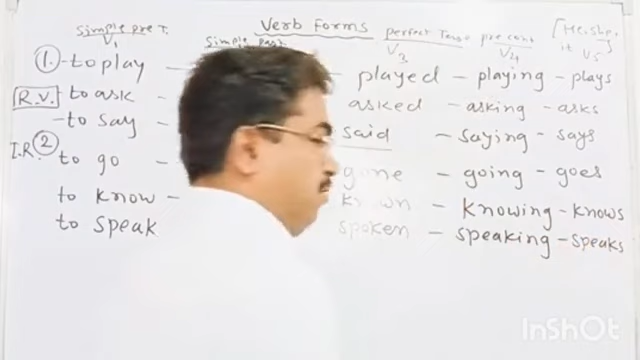 Verb Forms
simple pre T. simple past perfect Tense pre cont [He, she,
V1 V3 V4 it V5
1. - to play - - played - playing - plays
R.V. to ask - asked - asking - asks
- to say - said - saying - says
I.R. 2 to go - gone - going - goes
to know - known - knowing - knows
to speak spoken - speaking - speaks
InShOt